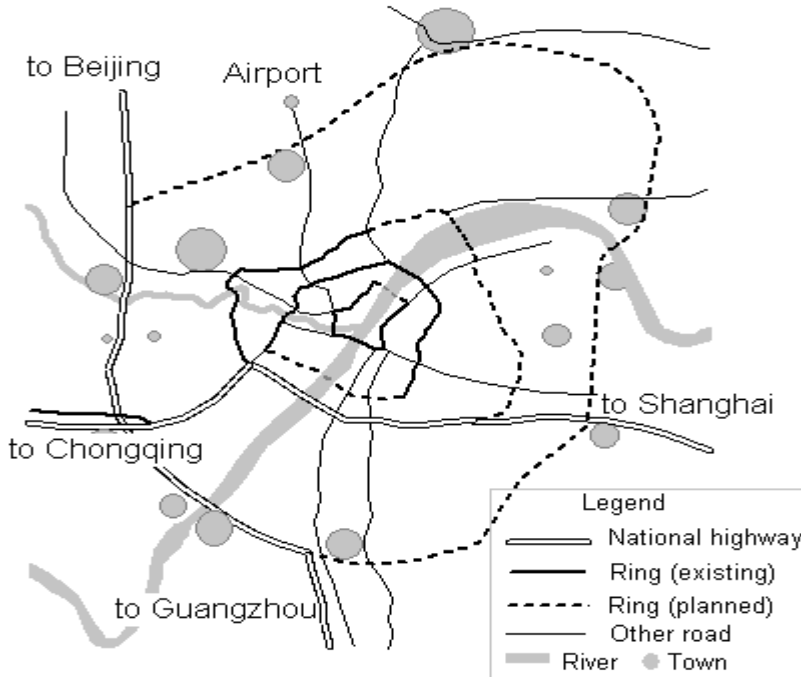 to Beijing
Airport
to Shanghai
to Chongqing
to Guangzhou
Legend
National highway
Ring (existing)
Ring (planned)
Other road
River Town